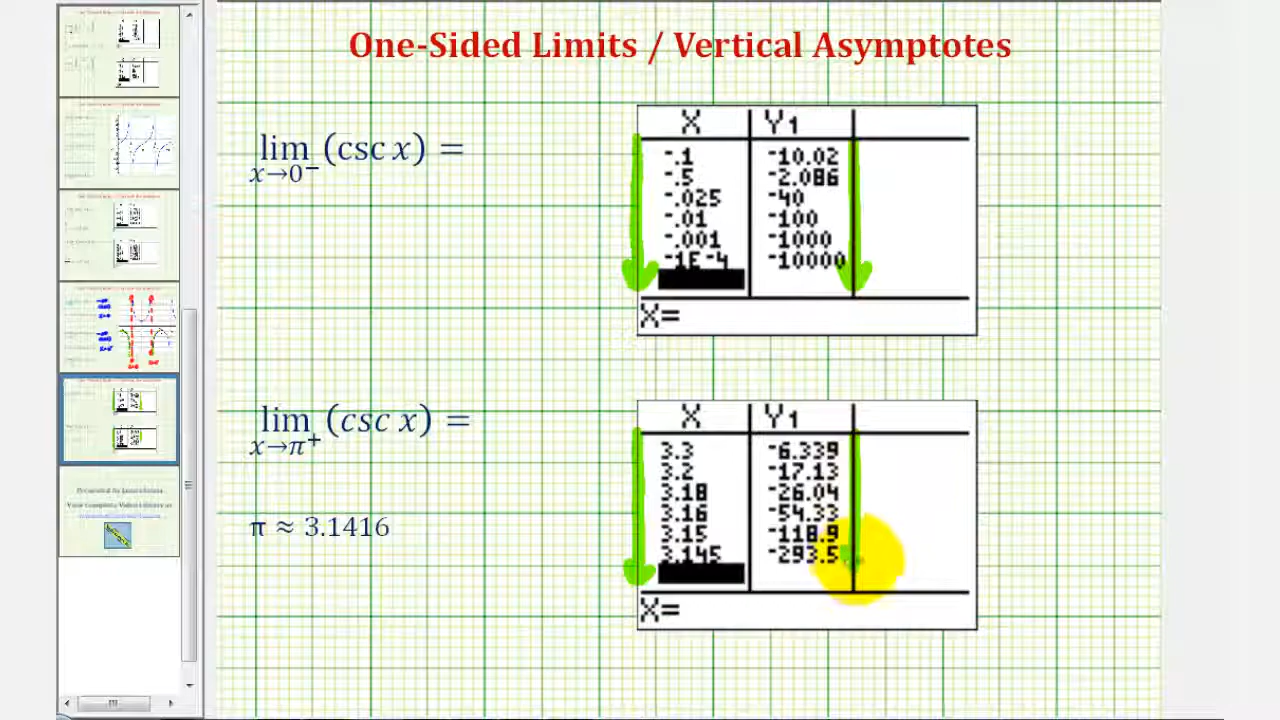 One-Sided Limits / Vertical Asymptotes
lim (csc x) =
x→0⁻
X Y1
-.1 -10.02
-.5 -2.086
-.025 -40
-.01 -100
-.001 -1000
-1E-4 -10000
X=
lim (csc x) =
x→π⁺
π ≈ 3.1416
X Y1
3.3 -6.339
3.2 -17.13
3.18 -26.04
3.16 -54.33
3.15 -118.9
3.145 -293.5
X=